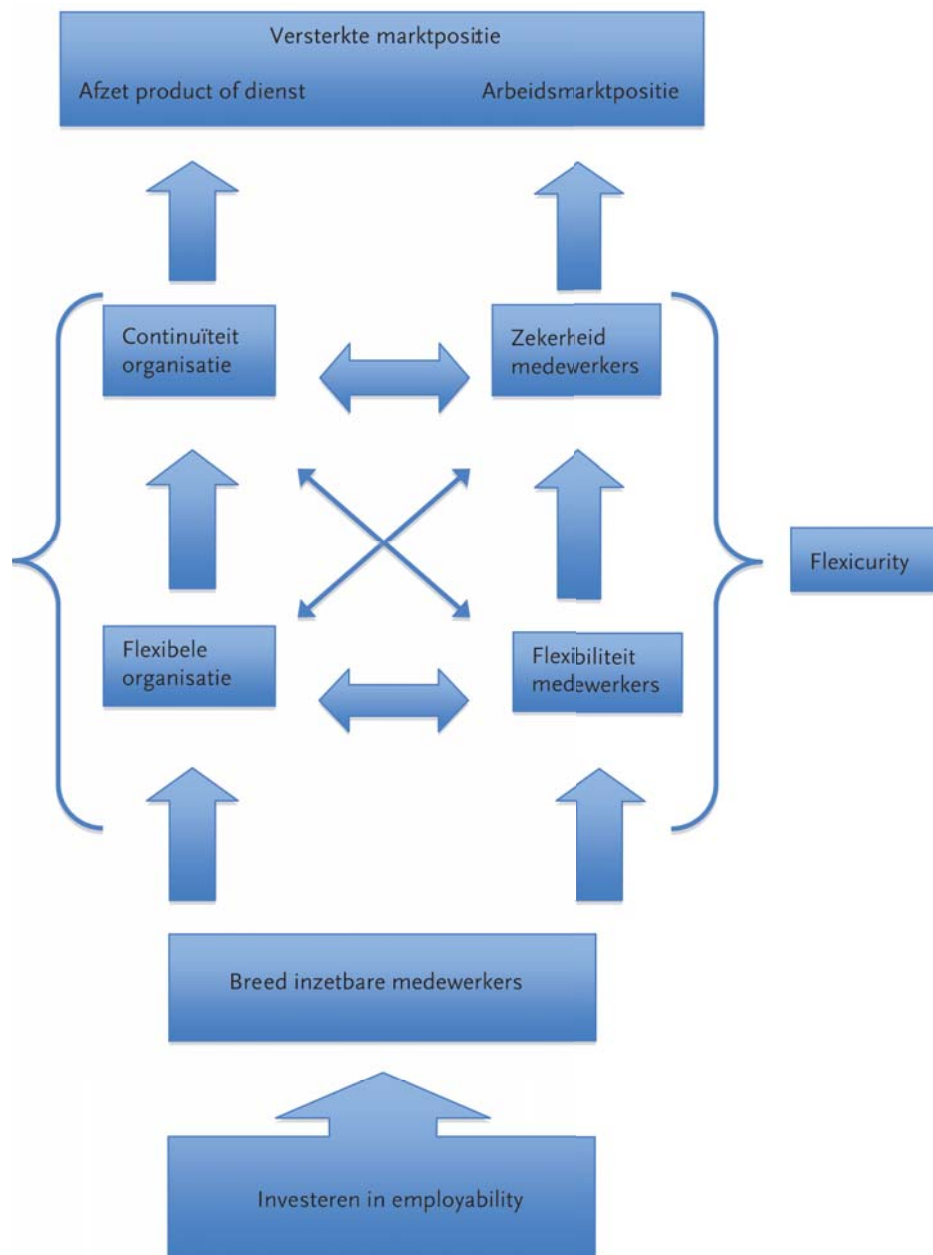 Versterkte marktpositie
Afzet product of dienst
Arbeidsmarktpositie
Continuïteit
organisatie
Zekerheid
medewerkers
Flexicurity
Flexibele
organisatie
Flexibiliteit
medewerkers
Breed inzetbare medewerkers
Investeren in employability